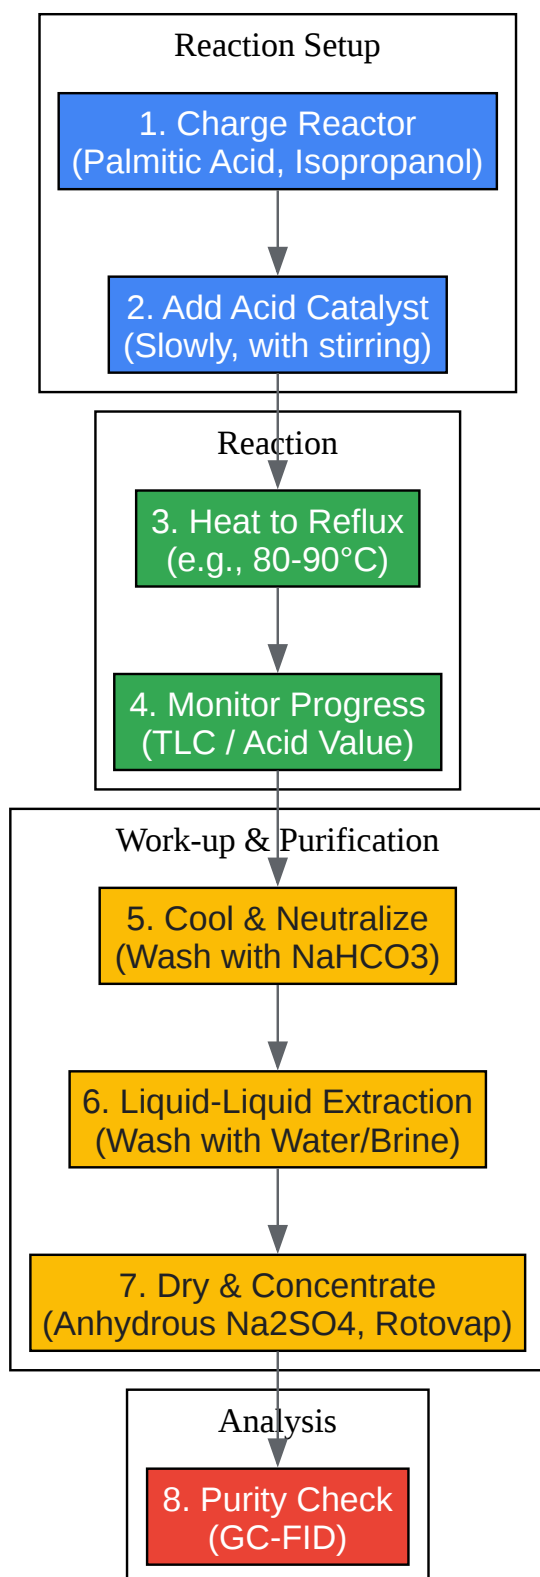 Reaction Setup
1. Charge Reactor
(Palmitic Acid, Isopropanol)
2. Add Acid Catalyst
(Slowly, with stirring)
Reaction
3. Heat to Reflux
(e.g., 80-90°C)
4. Monitor Progress
(TLC / Acid Value)
Work-up & Purification
5. Cool & Neutralize
(Wash with NaHCO3)
6. Liquid-Liquid Extraction
(Wash with Water/Brine)
7. Dry & Concentrate
(Anhydrous Na2SO4, Rotovap)
Analysis
8. Purity Check
(GC-FID)